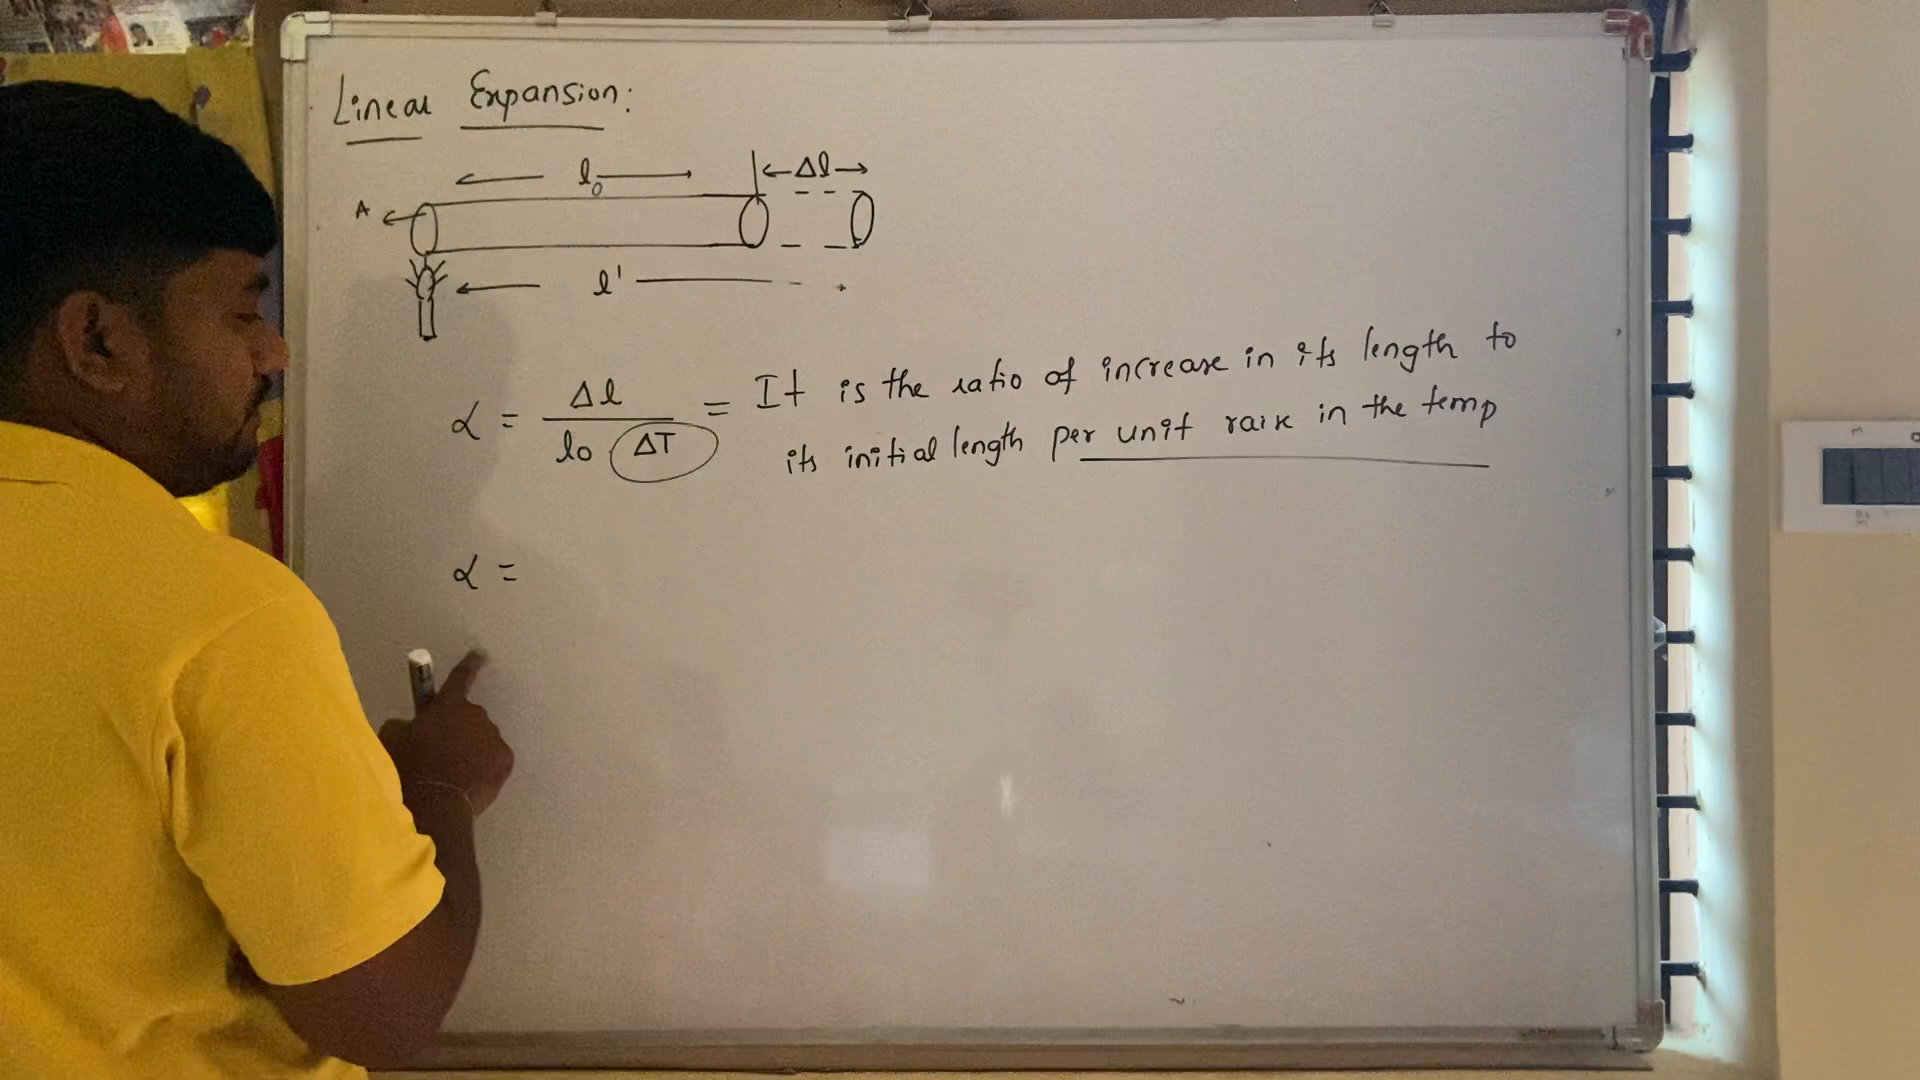 Linear Expansion:
l₀ Δl
A
l'
α = Δl / l₀ ΔT = It is the ratio of increase in its length to
its initial length per unit raise in the temp
α =